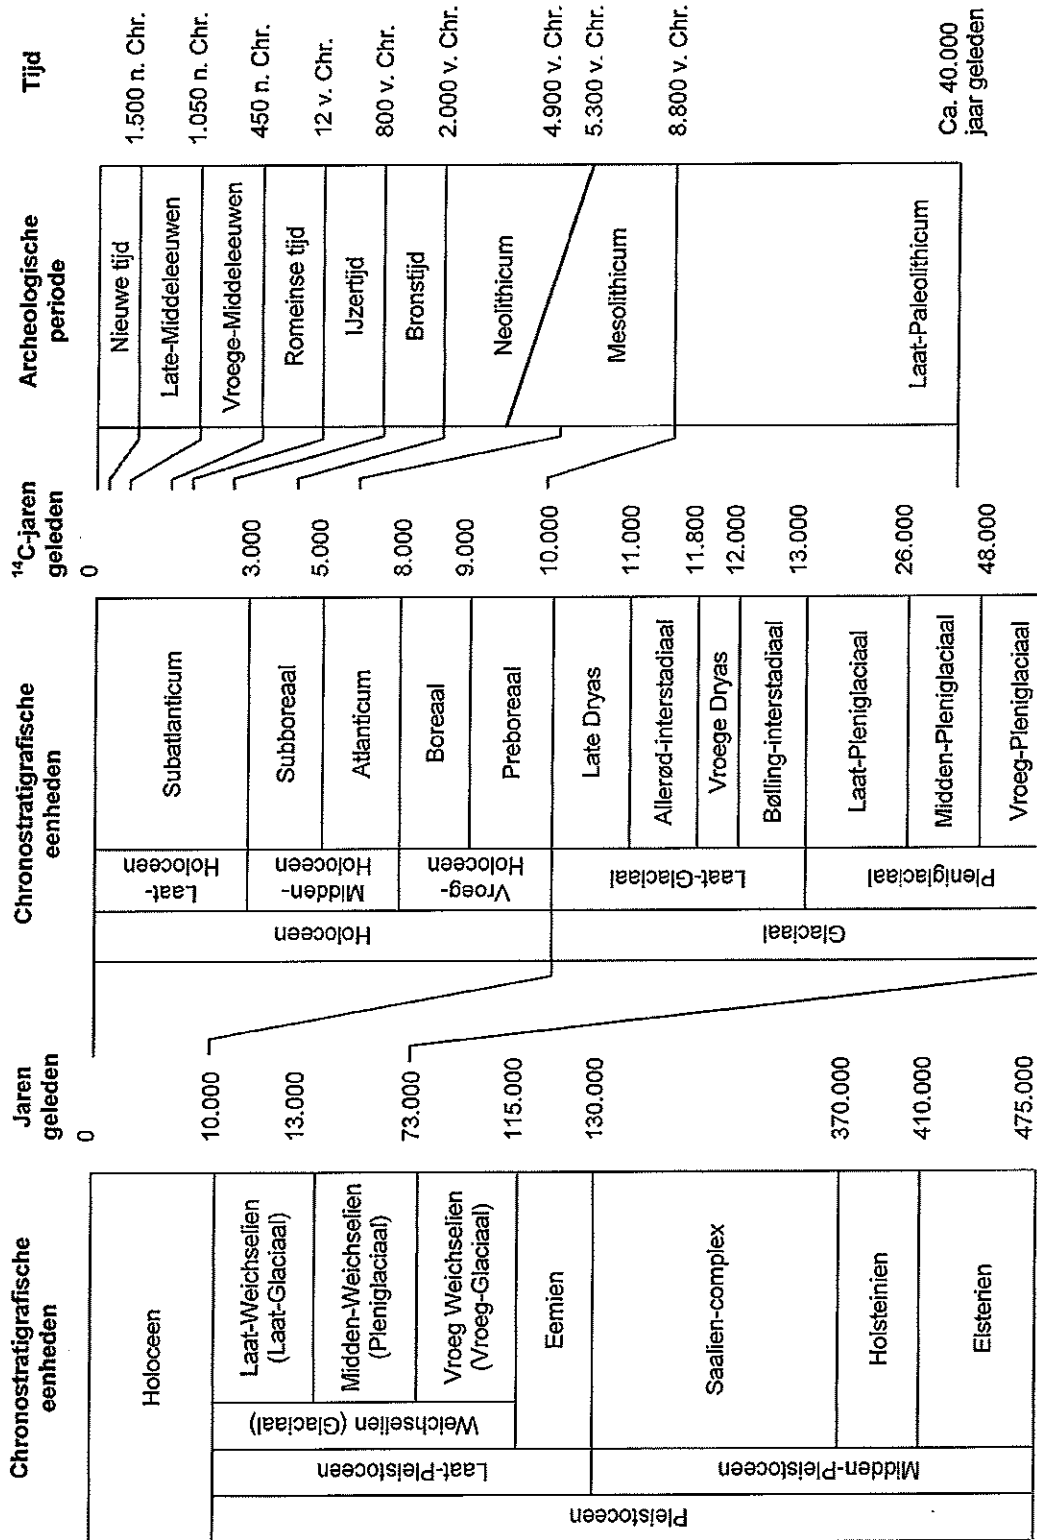 Chronostratigrafische
eenheden
Jaren
geleden
Chronostratigrafische
eenheden
¹⁴C-jaren
geleden
Archeologische
periode
Tijd
Pleistoceen
Laat-Pleistoceen
Midden-Pleistoceen
Weichselien (Glaciaal)
Holoceen
Laat-Weichselien
(Laat-Glaciaal)
Midden-Weichselien
(Pleniglaciaal)
Vroeg Weichselien
(Vroeg-Glaciaal)
Eemien
Saalien-complex
Holsteinien
Elsterien
0
10.000
13.000
73.000
115.000
130.000
370.000
410.000
475.000
Holoceen
Glaciaal
Laat-
Holoceen
Midden-
Holoceen
Vroeg-
Holoceen
Laat-Glaciaal
Pleniglaciaal
Subatlanticum
Subboreaal
Atlanticum
Boreaal
Preboreaal
Late Dryas
Allerød-interstadiaal
Vroege Dryas
Bølling-interstadiaal
Laat-Pleniglaciaal
Midden-Pleniglaciaal
Vroeg-Pleniglaciaal
0
3.000
5.000
8.000
9.000
10.000
11.000
11.800
12.000
13.000
26.000
48.000
Nieuwe tijd
Late-Middeleeuwen
Vroege-Middeleeuwen
Romeinse tijd
IJzertijd
Bronstijd
Neolithicum
Mesolithicum
Laat-Paleolithicum
1.500 n. Chr.
1.050 n. Chr.
450 n. Chr.
12 v. Chr.
800 v. Chr.
2.000 v. Chr.
4.900 v. Chr.
5.300 v. Chr.
8.800 v. Chr.
Ca. 40.000
jaar geleden